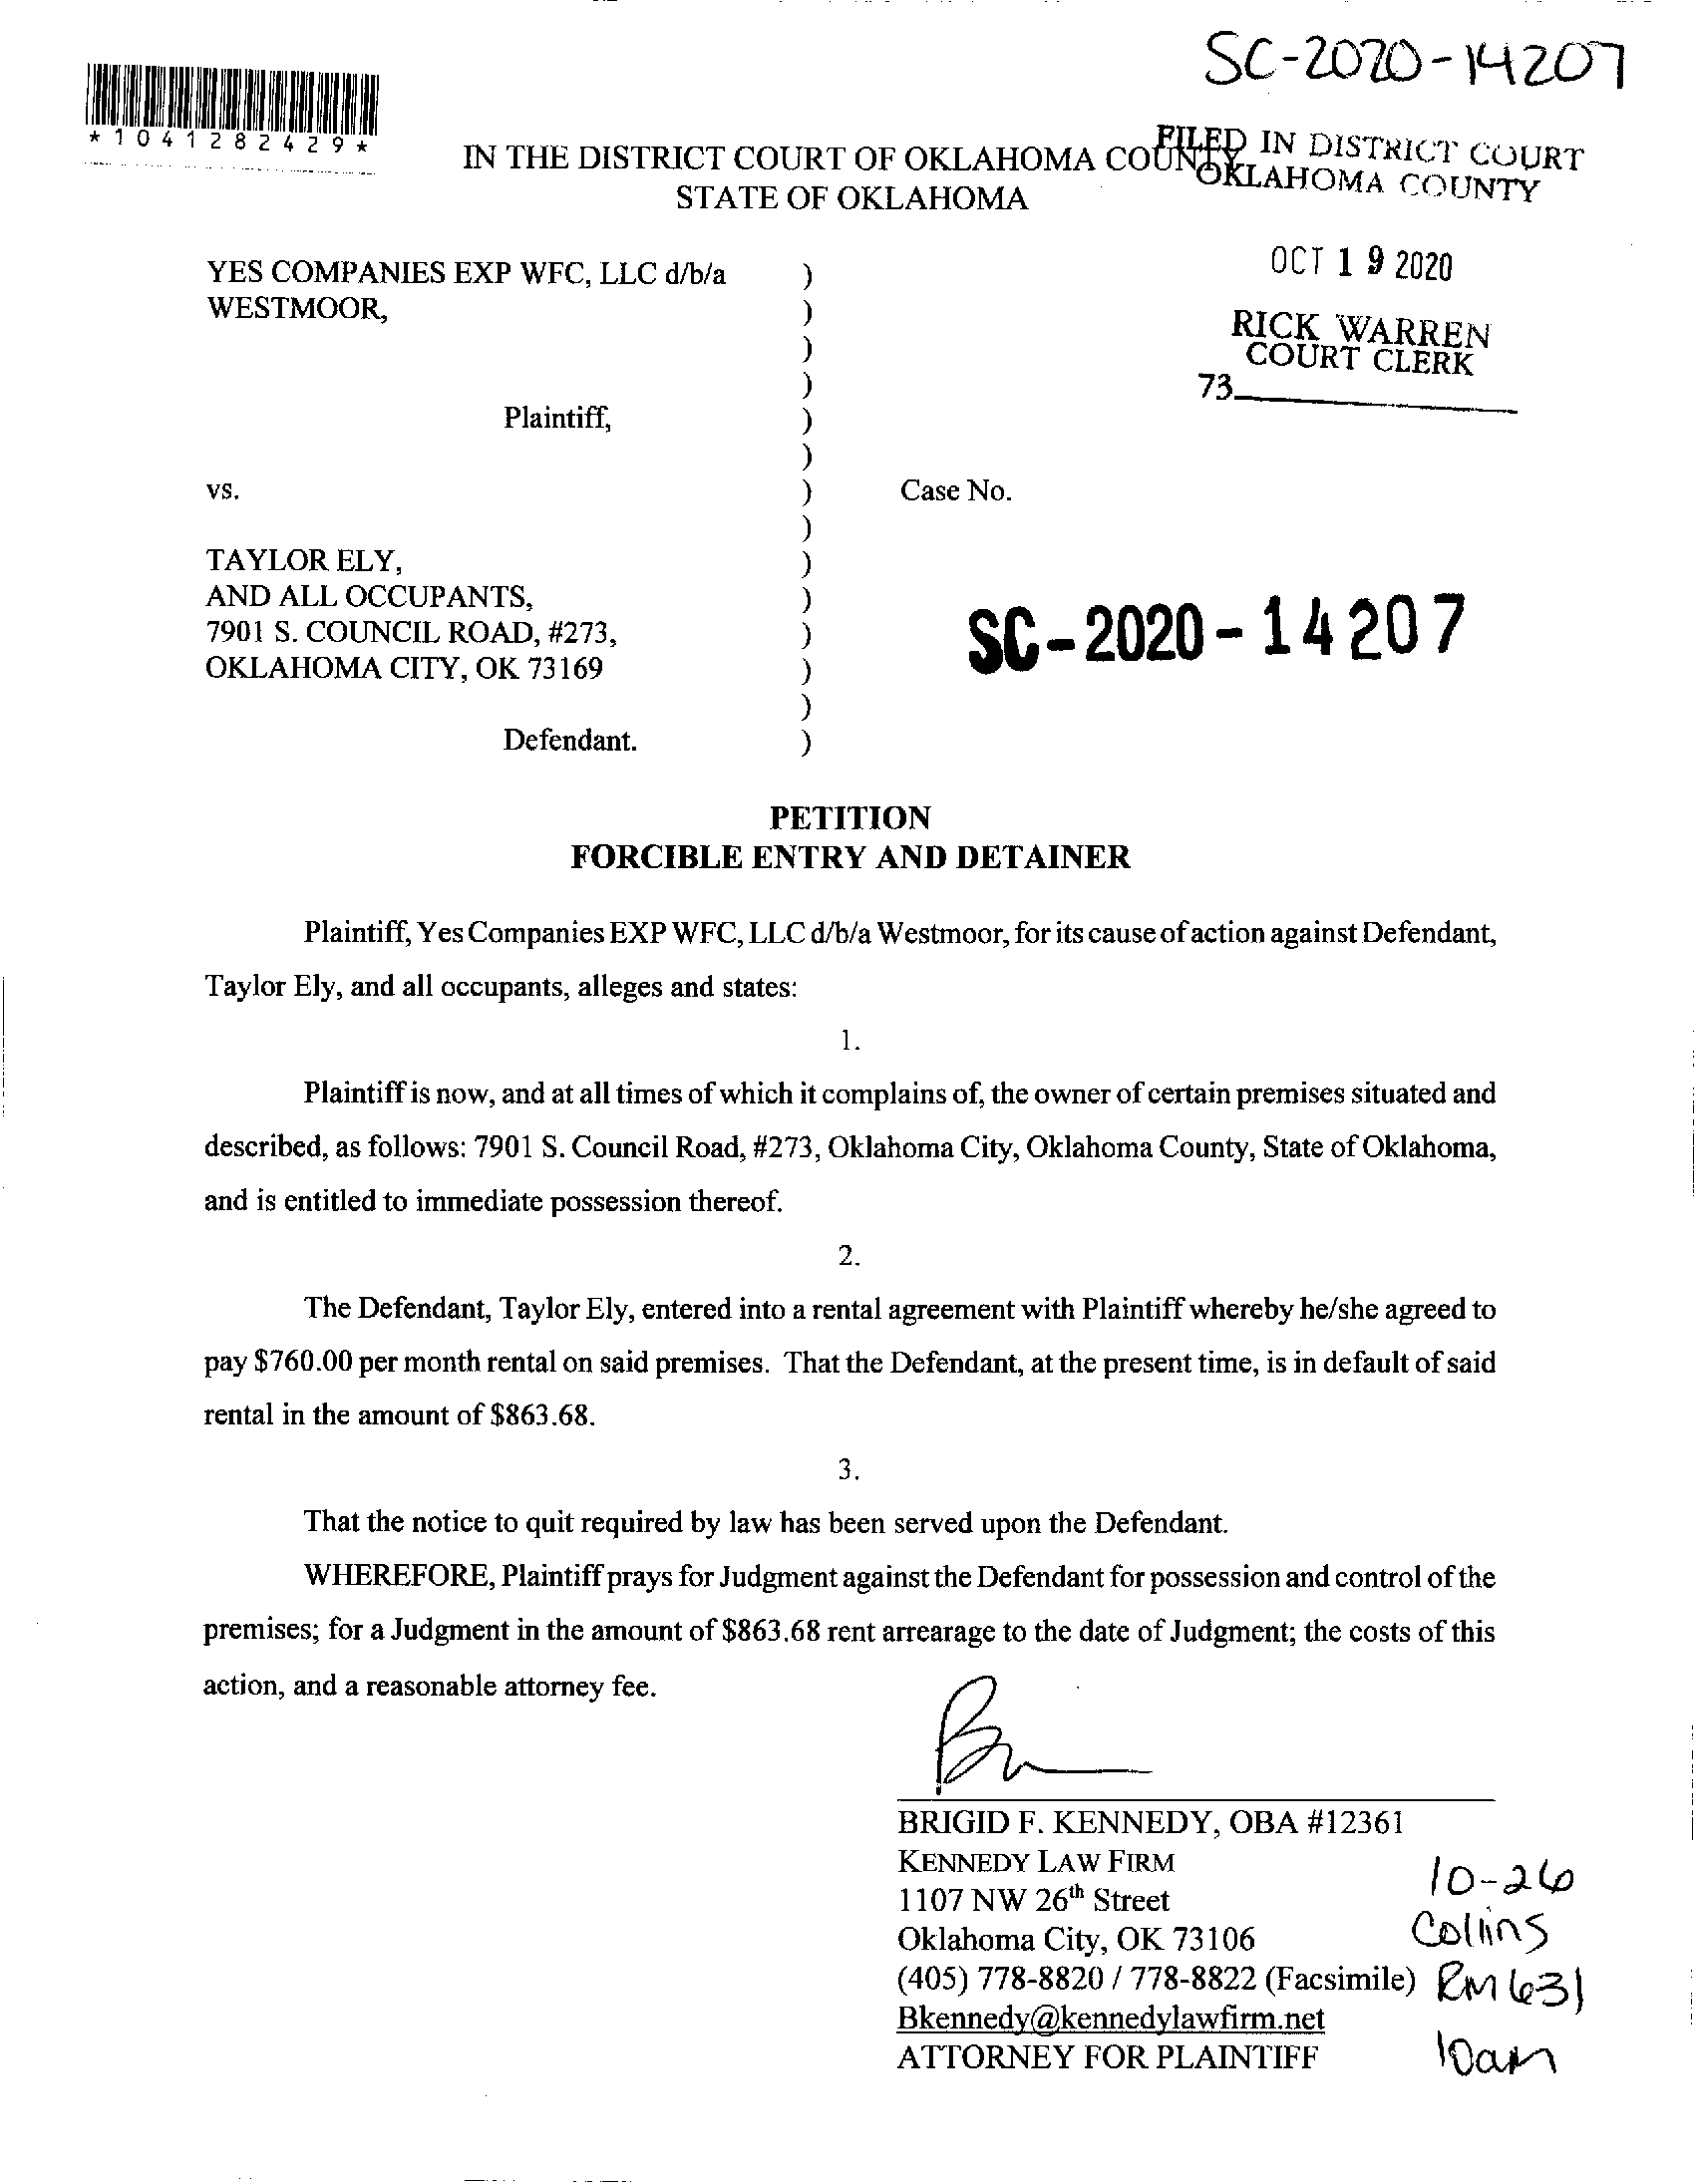 SC-2020-14207
*1041282429*
IN THE DISTRICT COURT OF OKLAHOMA COUNTY
STATE OF OKLAHOMA
FILED IN DISTRICT COURT
OKLAHOMA COUNTY
OCT 19 2020
RICK WARREN
COURT CLERK
73
YES COMPANIES EXP WFC, LLC d/b/a )
WESTMOOR, )
)
)
Plaintiff, )
)
vs. ) Case No.
)
TAYLOR ELY, )
AND ALL OCCUPANTS, )
7901 S. COUNCIL ROAD, #273, )
OKLAHOMA CITY, OK 73169 )
)
Defendant. )
SC-2020-14207
PETITION
FORCIBLE ENTRY AND DETAINER
Plaintiff, Yes Companies EXP WFC, LLC d/b/a Westmoor, for its cause of action against Defendant,
Taylor Ely, and all occupants, alleges and states:
1.
Plaintiff is now, and at all times of which it complains of, the owner of certain premises situated and
described, as follows: 7901 S. Council Road, #273, Oklahoma City, Oklahoma County, State of Oklahoma,
and is entitled to immediate possession thereof.
2.
The Defendant, Taylor Ely, entered into a rental agreement with Plaintiff whereby he/she agreed to
pay $760.00 per month rental on said premises. That the Defendant, at the present time, is in default of said
rental in the amount of $863.68.
3.
That the notice to quit required by law has been served upon the Defendant.
WHEREFORE, Plaintiff prays for Judgment against the Defendant for possession and control of the
premises; for a Judgment in the amount of $863.68 rent arrearage to the date of Judgment; the costs of this
action, and a reasonable attorney fee.
BRIGID F. KENNEDY, OBA #12361
KENNEDY LAW FIRM
1107 NW 26th Street
Oklahoma City, OK 73106
(405) 778-8820 / 778-8822 (Facsimile)
Bkennedy@kennedylawfirm.net
ATTORNEY FOR PLAINTIFF
10-26
Collins
RM 631
10am